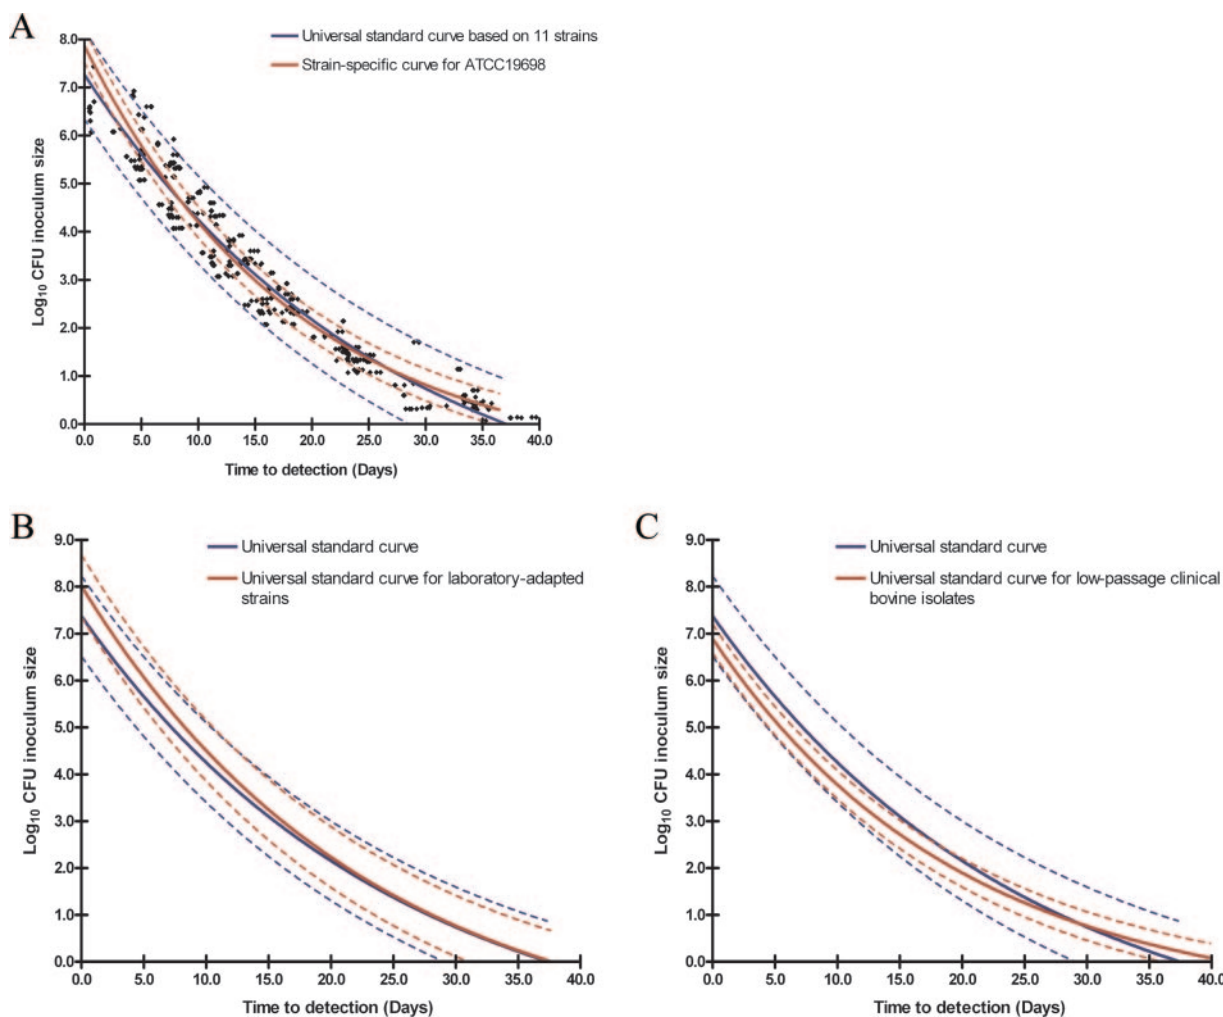 A
Universal standard curve based on 11 strains
Strain-specific curve for ATCC19698
8.0
7.0
6.0
5.0
4.0
3.0
2.0
1.0
0.0
Log10 CFU inoculum size
0.0 5.0 10.0 15.0 20.0 25.0 30.0 35.0 40.0
Time to detection (Days)
B
Universal standard curve
Universal standard curve for laboratory-adapted
strains
9.0
8.0
7.0
6.0
5.0
4.0
3.0
2.0
1.0
0.0
Log10 CFU inoculum size
0.0 5.0 10.0 15.0 20.0 25.0 30.0 35.0 40.0
Time to detection (Days)
C
Universal standard curve
Universal standard curve for low-passage clinical
bovine isolates
9.0
8.0
7.0
6.0
5.0
4.0
3.0
2.0
1.0
0.0
Log10 CFU inoculum size
0.0 5.0 10.0 15.0 20.0 25.0 30.0 35.0 40.0
Time to detection (Days)